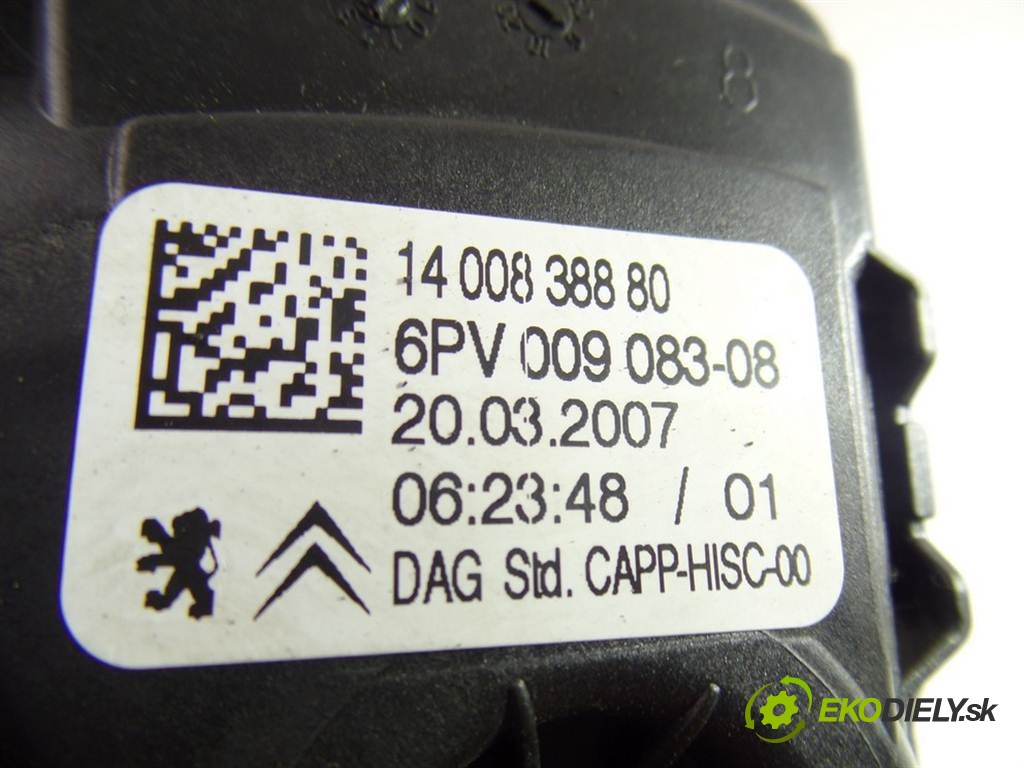 8
14 008 388 80
6PV 009 083-08
20.03.2007
06:23:48 / 01
DAG Std. CAPP-HISC-00
EKODIELY.sk